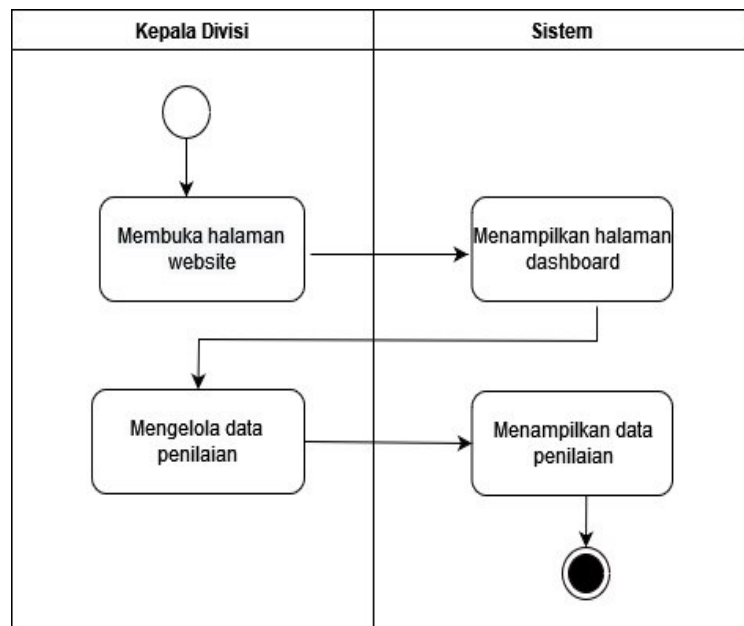 Kepala Divisi
Sistem
Membuka halaman
website
Menampilkan halaman
dashboard
Mengelola data
penilaian
Menampilkan data
penilaian